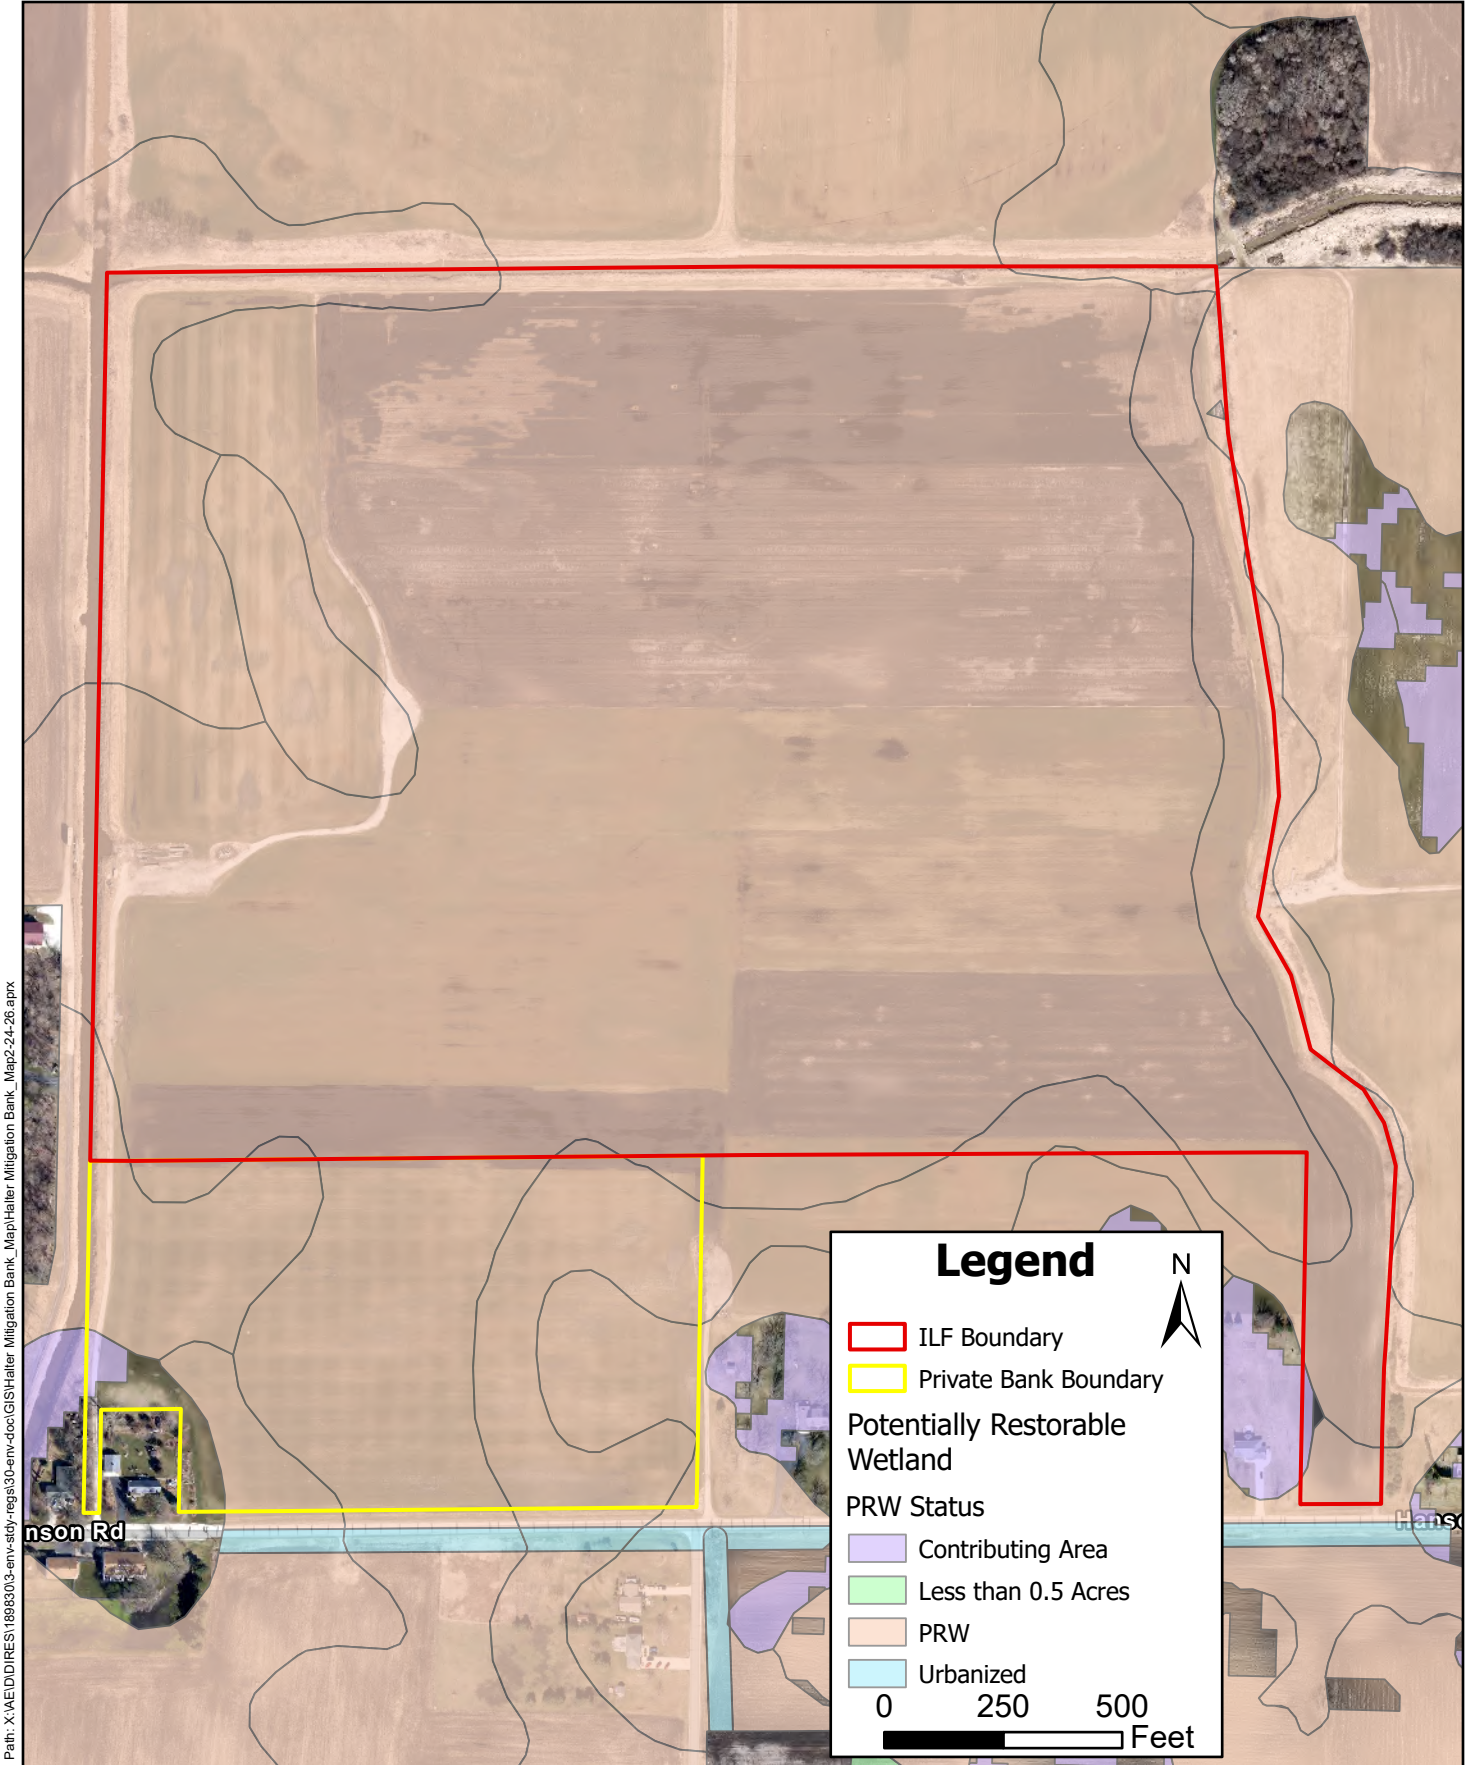 Legend
N
ILF Boundary
Private Bank Boundary
Potentially Restorable
Wetland
PRW Status
Contributing Area
Less than 0.5 Acres
PRW
Urbanized
0 250 500
Feet
nson Rd
Hanso
Path: X:\AE\D\DIRES\189830\3-env-stdy-regs\30-env-doc\GIS\Halter Mitigation Bank_Map\Halter Mitigation Bank_Map2-24-26.aprx